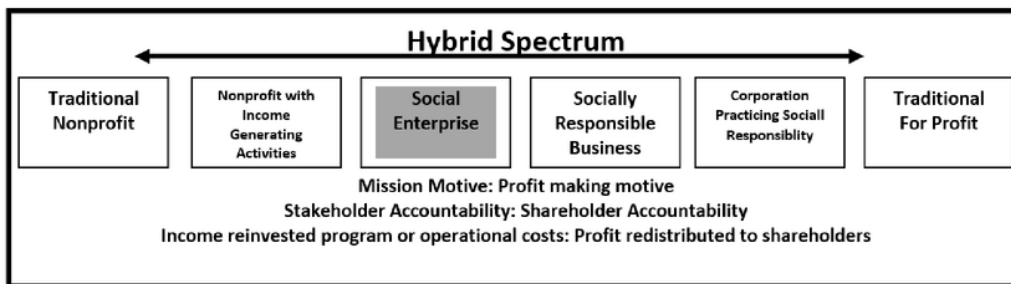 Hybrid Spectrum
Traditional
Nonprofit
Nonprofit with
Income
Generating
Activities
Social
Enterprise
Socially
Responsible
Business
Corporation
Practicing Sociall
Responsiblity
Traditional
For Profit
Mission Motive: Profit making motive
Stakeholder Accountability: Shareholder Accountability
Income reinvested program or operational costs: Profit redistributed to shareholders